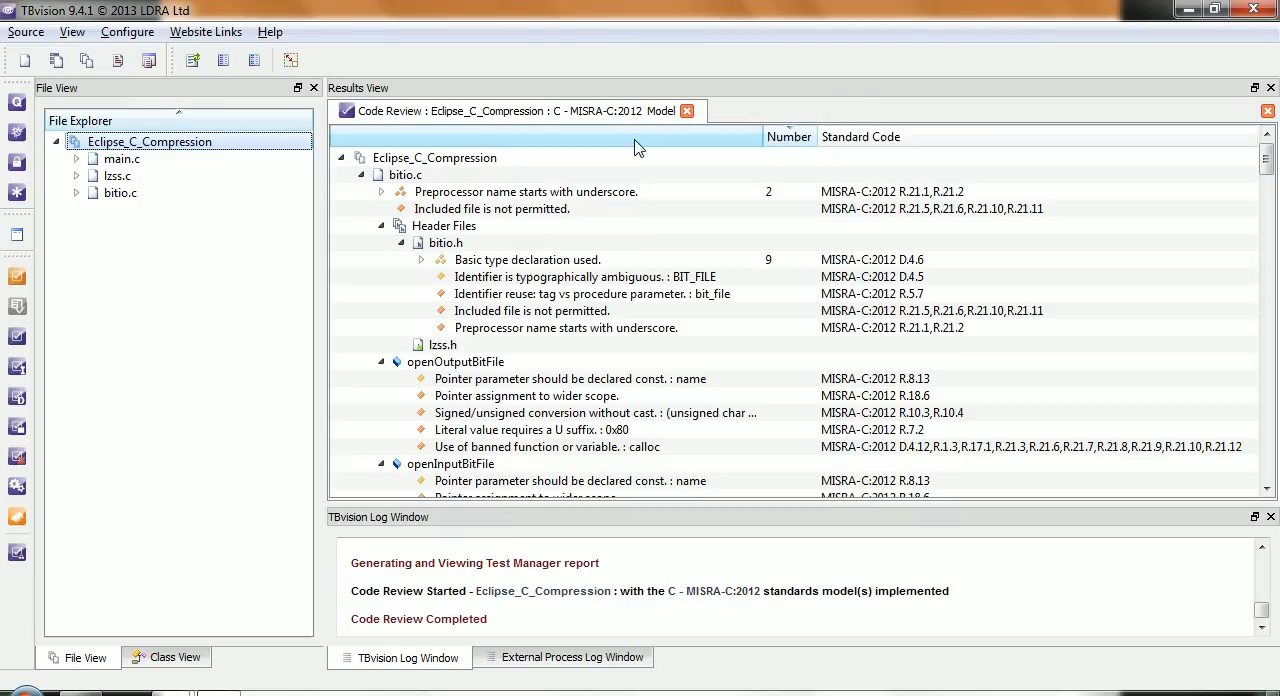 TBvision 9.4.1 © 2013 LDRA Ltd
Source View Configure Website Links Help
File View
Results View
File Explorer
Eclipse_C_Compression
main.c
lzss.c
bitio.c
Code Review : Eclipse_C_Compression : C - MISRA-C:2012 Model
Number Standard Code
Eclipse_C_Compression
bitio.c
Preprocessor name starts with underscore. 2 MISRA-C:2012 R.21.1,R.21.2
Included file is not permitted. MISRA-C:2012 R.21.5,R.21.6,R.21.10,R.21.11
Header Files
bitio.h
Basic type declaration used. 9 MISRA-C:2012 D.4.6
Identifier is typographically ambiguous. : BIT_FILE MISRA-C:2012 D.4.5
Identifier reuse: tag vs procedure parameter. : bit_file MISRA-C:2012 R.5.7
Included file is not permitted. MISRA-C:2012 R.21.5,R.21.6,R.21.10,R.21.11
Preprocessor name starts with underscore. MISRA-C:2012 R.21.1,R.21.2
lzss.h
openOutputBitFile
Pointer parameter should be declared const. : name MISRA-C:2012 R.8.13
Pointer assignment to wider scope. MISRA-C:2012 R.18.6
Signed/unsigned conversion without cast. : (unsigned char ... MISRA-C:2012 R.10.3,R.10.4
Literal value requires a U suffix. : 0x80 MISRA-C:2012 R.7.2
Use of banned function or variable. : calloc MISRA-C:2012 D.4.12,R.1.3,R.17.1,R.21.3,R.21.6,R.21.7,R.21.8,R.21.9,R.21.10,R.21.12
openInputBitFile
Pointer parameter should be declared const. : name MISRA-C:2012 R.8.13
Pointer assignment to wider scope. MISRA-C:2012 R.18.6
TBvision Log Window
Generating and Viewing Test Manager report
Code Review Started - Eclipse_C_Compression : with the C - MISRA-C:2012 standards model(s) implemented
Code Review Completed
File View Class View
TBvision Log Window External Process Log Window